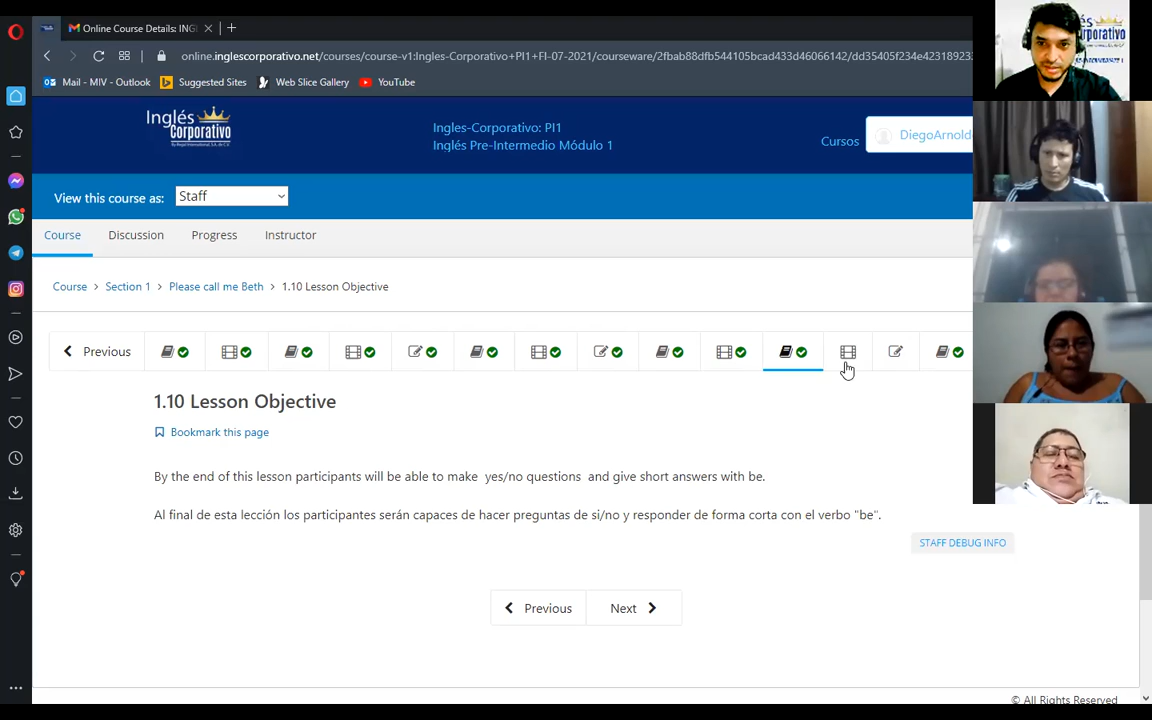 Online Course Details: ING
online.inglescorporativo.net/courses/course-v1:Ingles-Corporativo+PI1+FI-07-2021/courseware/2fbab88dfb544105bcad433d46066142/dd35405f234e4231892
Mail - MIV - Outlook
Suggested Sites
Web Slice Gallery
YouTube
Inglés
Corporativo
Ingles-Corporativo: PI1
Inglés Pre-Intermedio Módulo 1
Cursos
DiegoArnold
View this course as:
Staff
Course
Discussion
Progress
Instructor
Course > Section 1 > Please call me Beth > 1.10 Lesson Objective
Previous
1.10 Lesson Objective
Bookmark this page
By the end of this lesson participants will be able to make yes/no questions and give short answers with be.
Al final de esta lección los participantes serán capaces de hacer preguntas de si/no y responder de forma corta con el verbo "be".
STAFF DEBUG INFO
Previous
Next
© All Rights Reserved